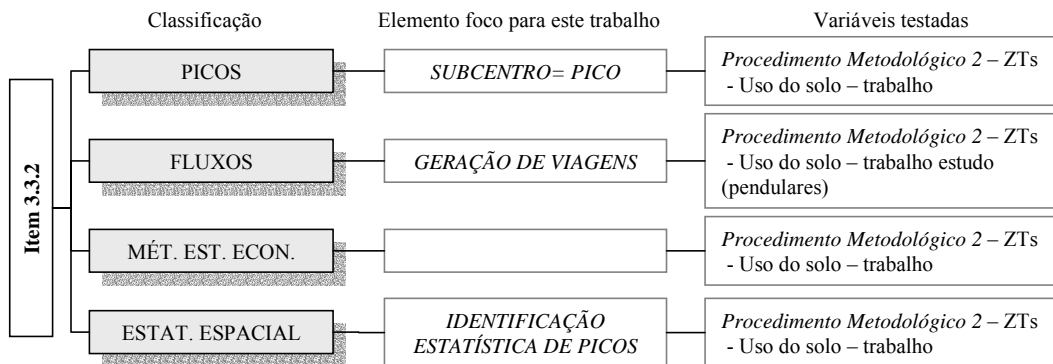 Classificação
Elemento foco para este trabalho
Variáveis testadas
Item 3.3.2
PICOS
SUBCENTRO= PICO
Procedimento Metodológico 2 – ZTs
- Uso do solo – trabalho
FLUXOS
GERAÇÃO DE VIAGENS
Procedimento Metodológico 2 – ZTs
- Uso do solo – trabalho estudo
(pendulares)
MÉT. EST. ECON.
Procedimento Metodológico 2 – ZTs
- Uso do solo – trabalho
ESTAT. ESPACIAL
IDENTIFICAÇÃO
ESTATÍSTICA DE PICOS
Procedimento Metodológico 2 – ZTs
- Uso do solo – trabalho